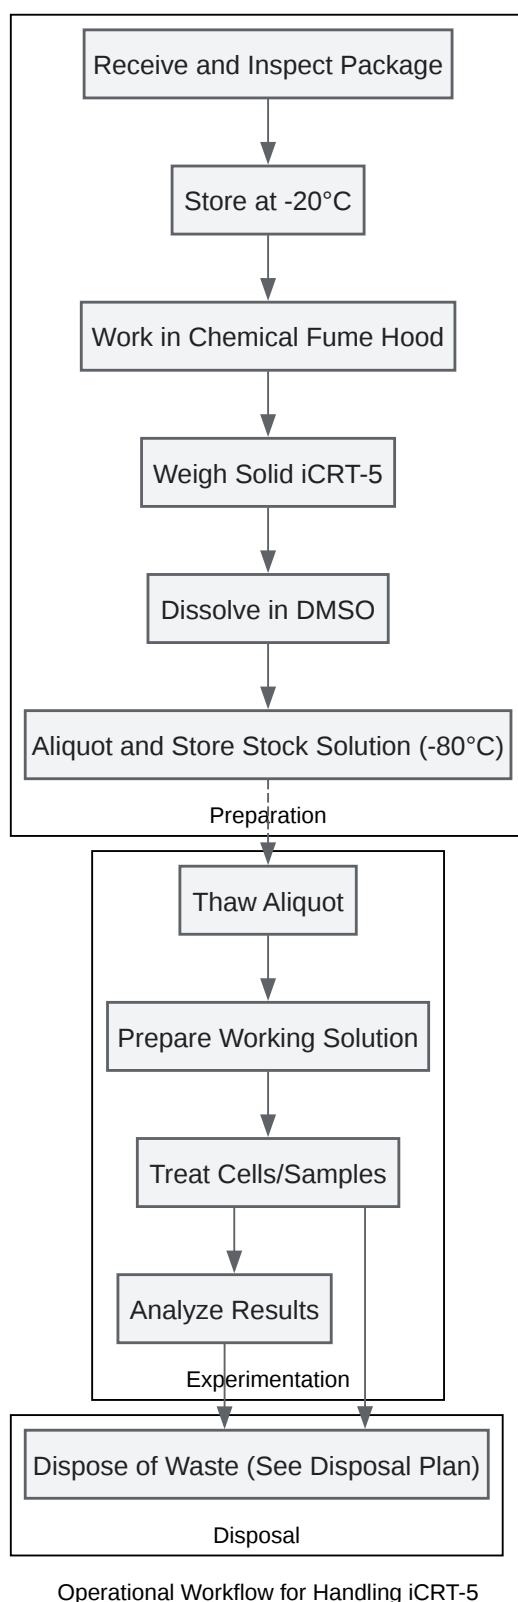 Receive and Inspect Package
Store at -20°C
Work in Chemical Fume Hood
Weigh Solid iCRT-5
Dissolve in DMSO
Aliquot and Store Stock Solution (-80°C)
Preparation
Thaw Aliquot
Prepare Working Solution
Treat Cells/Samples
Analyze Results
Experimentation
Dispose of Waste (See Disposal Plan)
Disposal
Operational Workflow for Handling iCRT-5